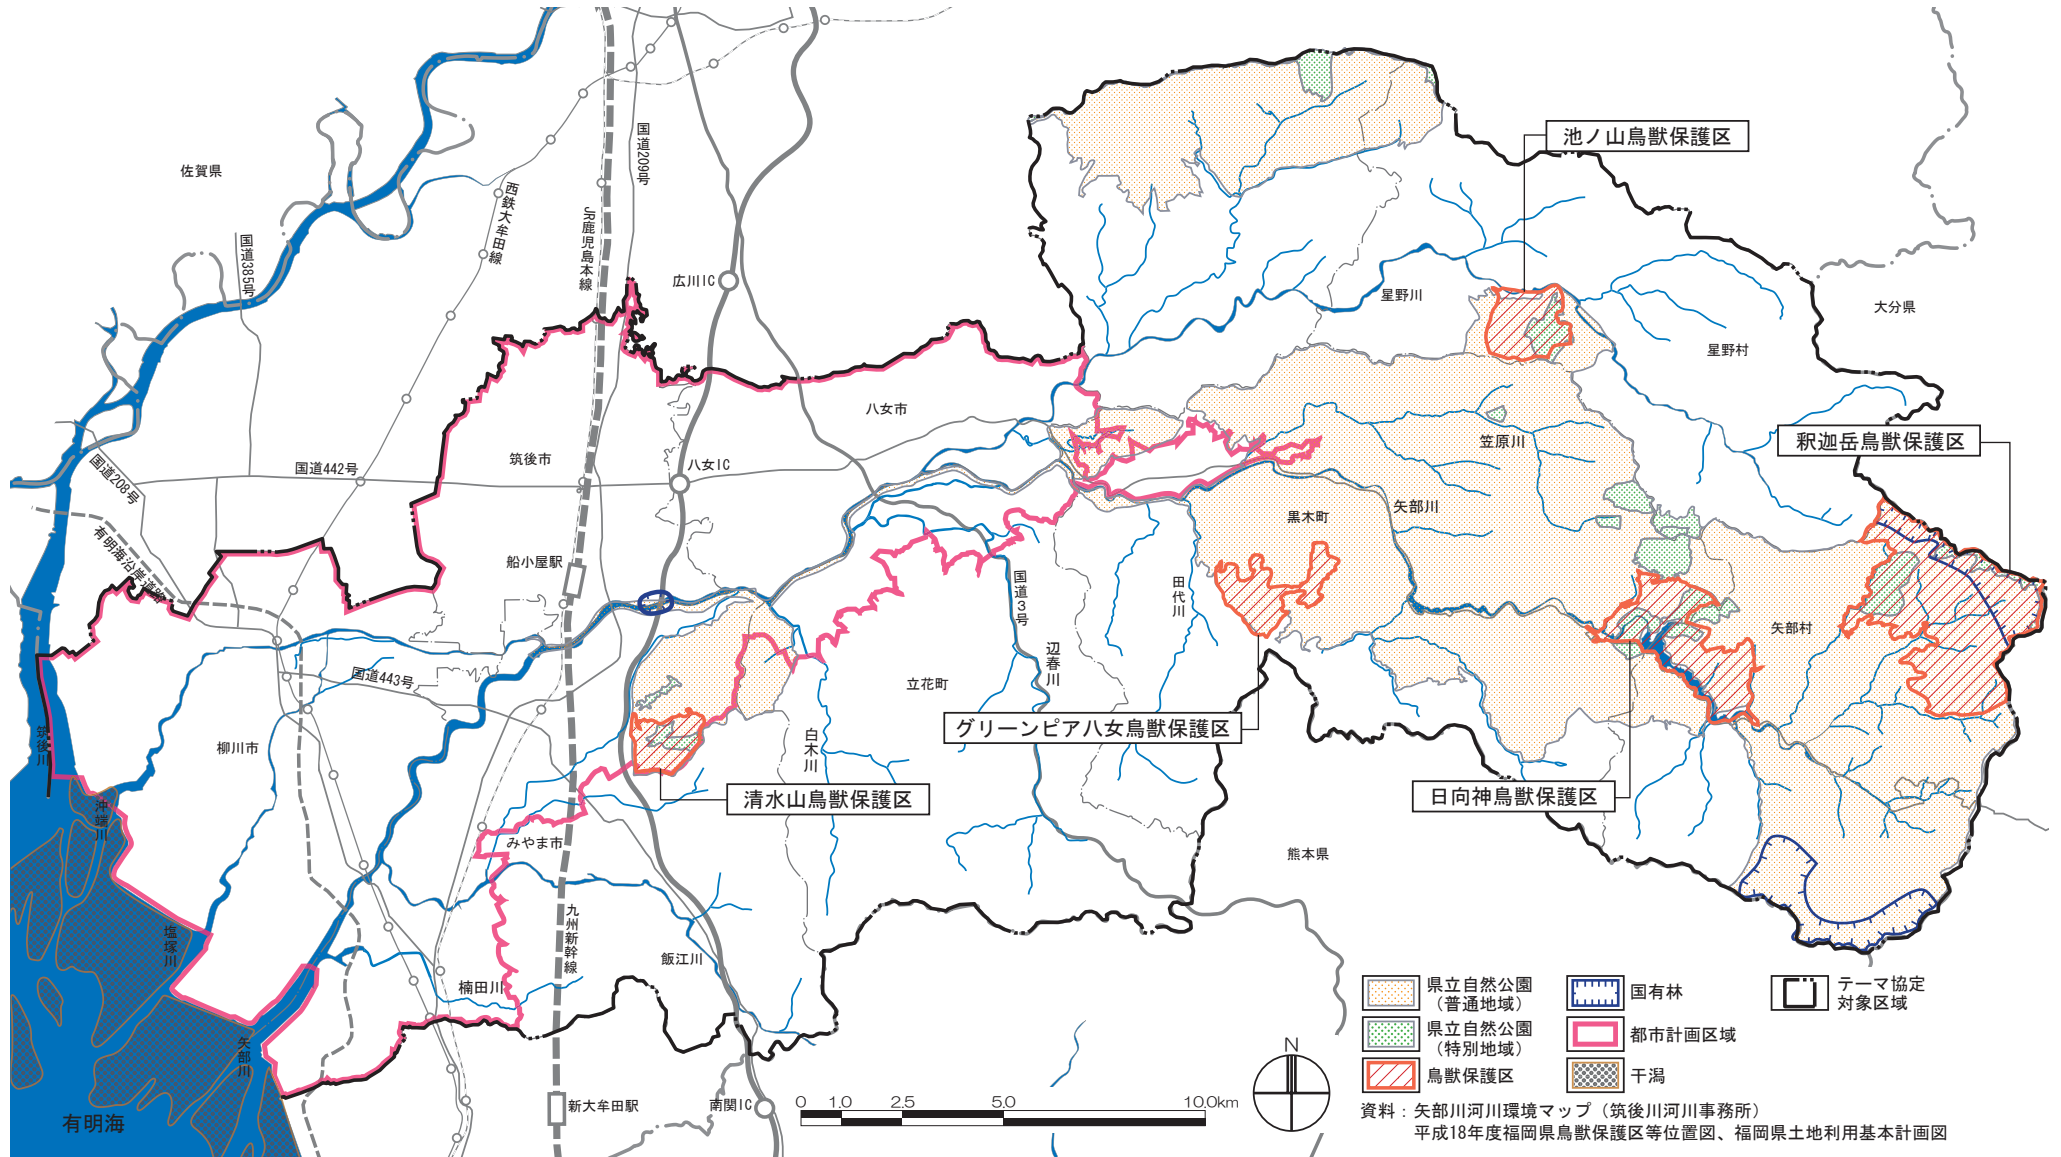 佐賀県
国道385号
西鉄大牟田線
JR鹿児島本線
国道209号
広川IC
池ノ山鳥獣保護区
星野川
大分県
星野村
八女市
笠原川
釈迦岳鳥獣保護区
筑後市
八女IC
国道442号
国道208号
有明海沿岸道路
黒木町
矢部川
船小屋駅
国道3号
田代川
矢部村
辺春川
国道443号
立花町
グリーンピア八女鳥獣保護区
筑後川
柳川市
白木川
清水山鳥獣保護区
日向神鳥獣保護区
沖端川
みやま市
熊本県
塩塚川
九州新幹線
飯江川
楠田川
矢部川
有明海
新大牟田駅
南関IC
0 1.0 2.5 5.0 10.0km
N
県立自然公園
（普通地域）
県立自然公園
（特別地域）
鳥獣保護区
国有林
都市計画区域
干潟
テーマ協定
対象区域
資料：矢部川河川環境マップ（筑後川河川事務所）
平成18年度福岡県鳥獣保護区等位置図、福岡県土地利用基本計画図